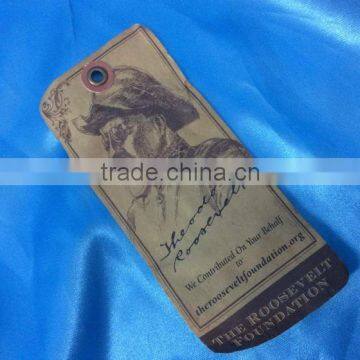 trade.china.cn
Theodore
Roosevelt
We Contributed On Your Behalf
to
therooseveltfoundation.org
THE ROOSEVELT
FOUNDATION